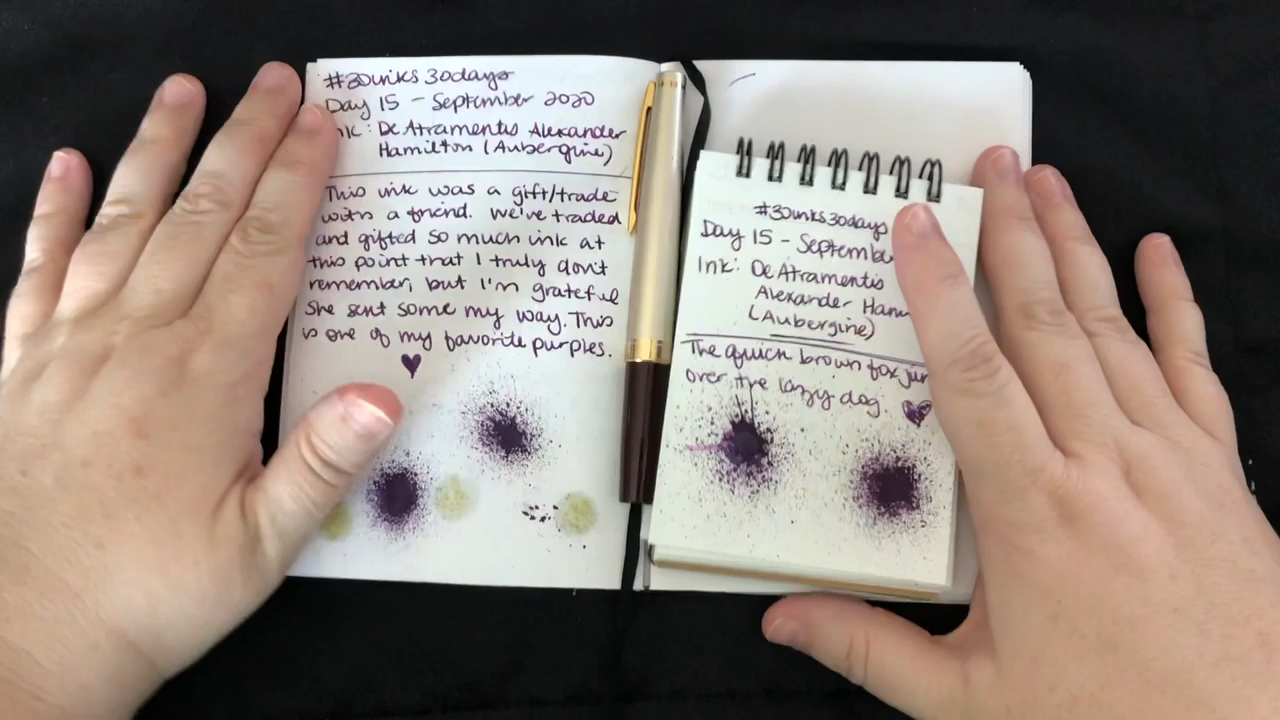 #30inks30days
Day 15 - September 2020
Ink: De Atramentis Alexander
Hamilton (Aubergine)
This ink was a gift/trade
with a friend. We've traded
and gifted so much ink at
this point that I truly don't
remember, but I'm grateful
she sent some my way. This
is one of my favorite purples.
#30inks30days
Day 15 - Septembe
Ink: De Atramentis
Alexander Ham
(Aubergine)
The quick brown fox jum
over the lazy dog.